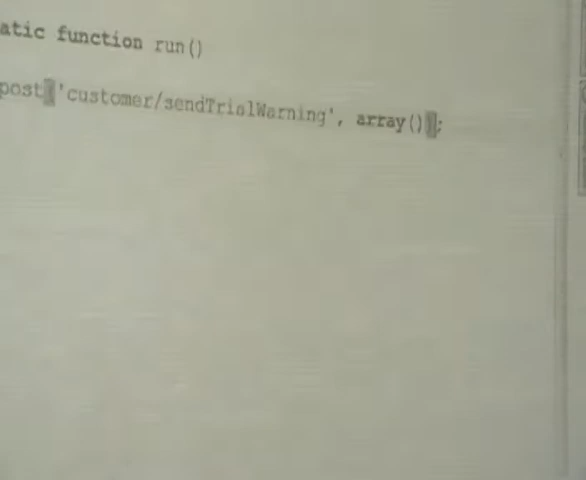 atic function run()
post('customer/sendTrialWarning', array());